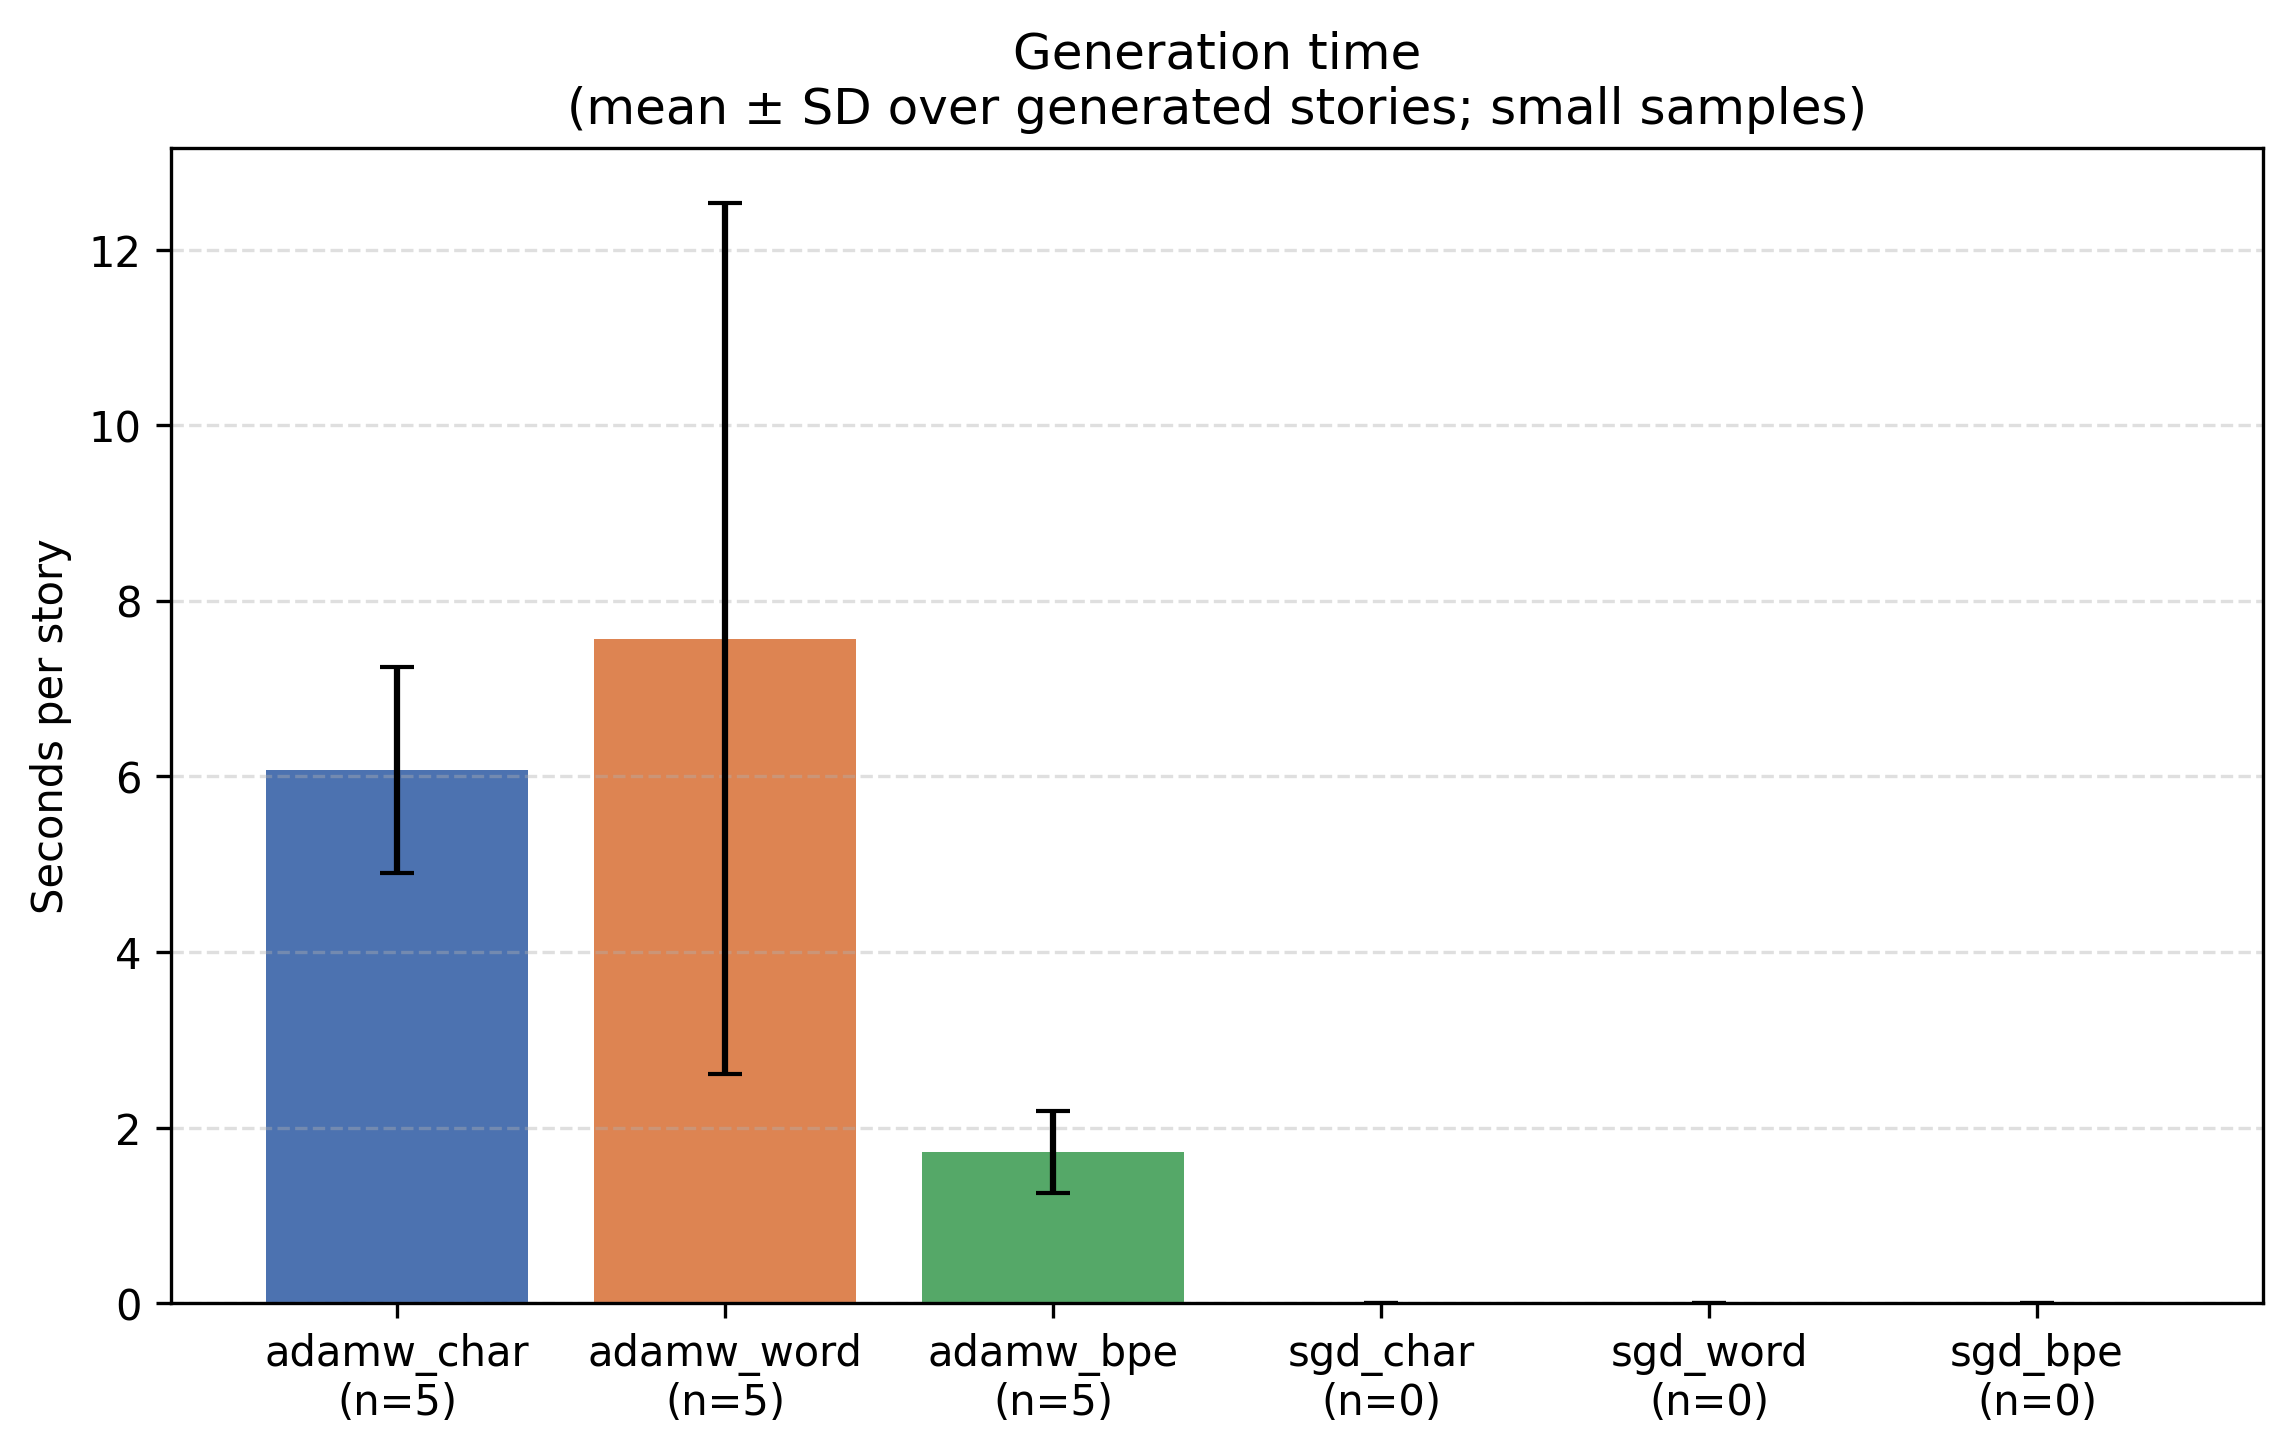 Generation time
(mean ± SD over generated stories; small samples)
Seconds per story
12
10
8
6
4
2
0
adamw_char
(n=5)
adamw_word
(n=5)
adamw_bpe
(n=5)
sgd_char
(n=0)
sgd_word
(n=0)
sgd_bpe
(n=0)